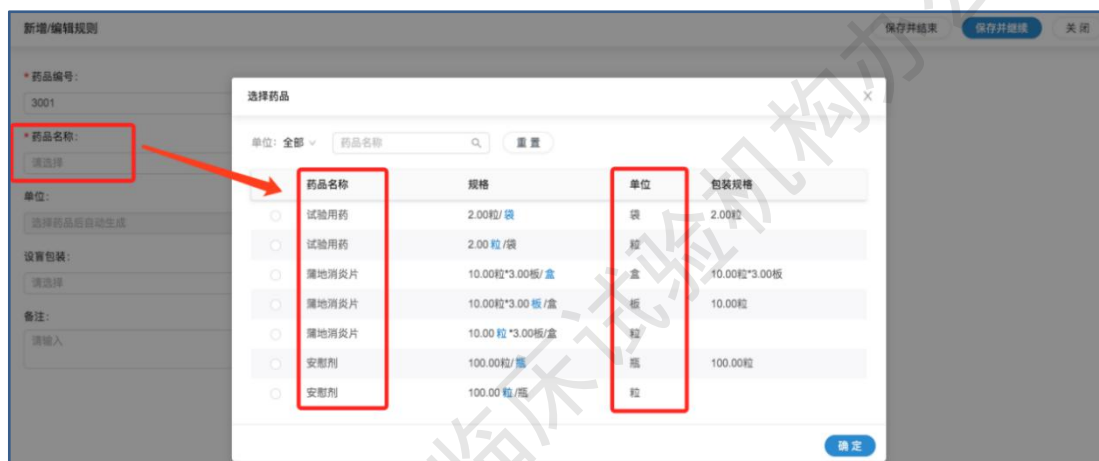 新增/编辑规则
保存并结束 保存并继续 关闭
* 药品编号:
3001
* 药品名称:
请选择
单位:
选择药品后自动生成
设盲包装:
请选择
备注:
请输入
选择药品
单位: 全部 药品名称 重置
药品名称 规格 单位 包装规格
试验用药 2.00粒/ 袋 袋 2.00粒
试验用药 2.00 粒 /袋 粒
蒲地消炎片 10.00粒*3.00板/ 盒 盒 10.00粒*3.00板
蒲地消炎片 10.00粒*3.00 板 /盒 板 10.00粒
蒲地消炎片 10.00 粒 *3.00板/盒 粒
安慰剂 100.00粒/ 瓶 瓶 100.00粒
安慰剂 100.00 粒 /瓶 粒
确定
临床试验机构办